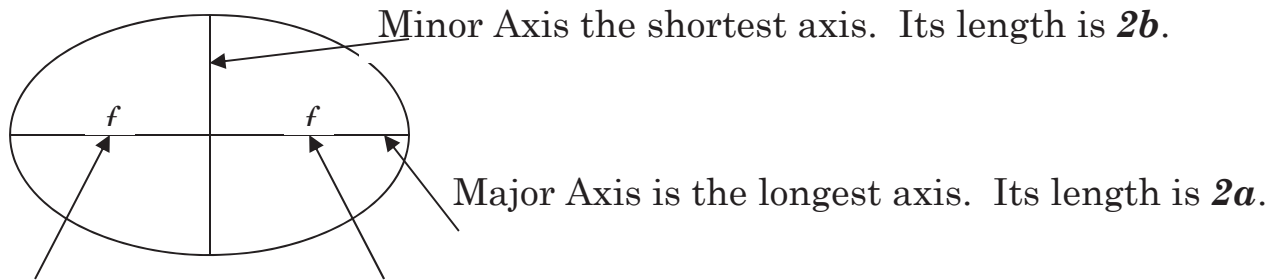 Minor Axis the shortest axis. Its length is 2b.
f f
Major Axis is the longest axis. Its length is 2a.